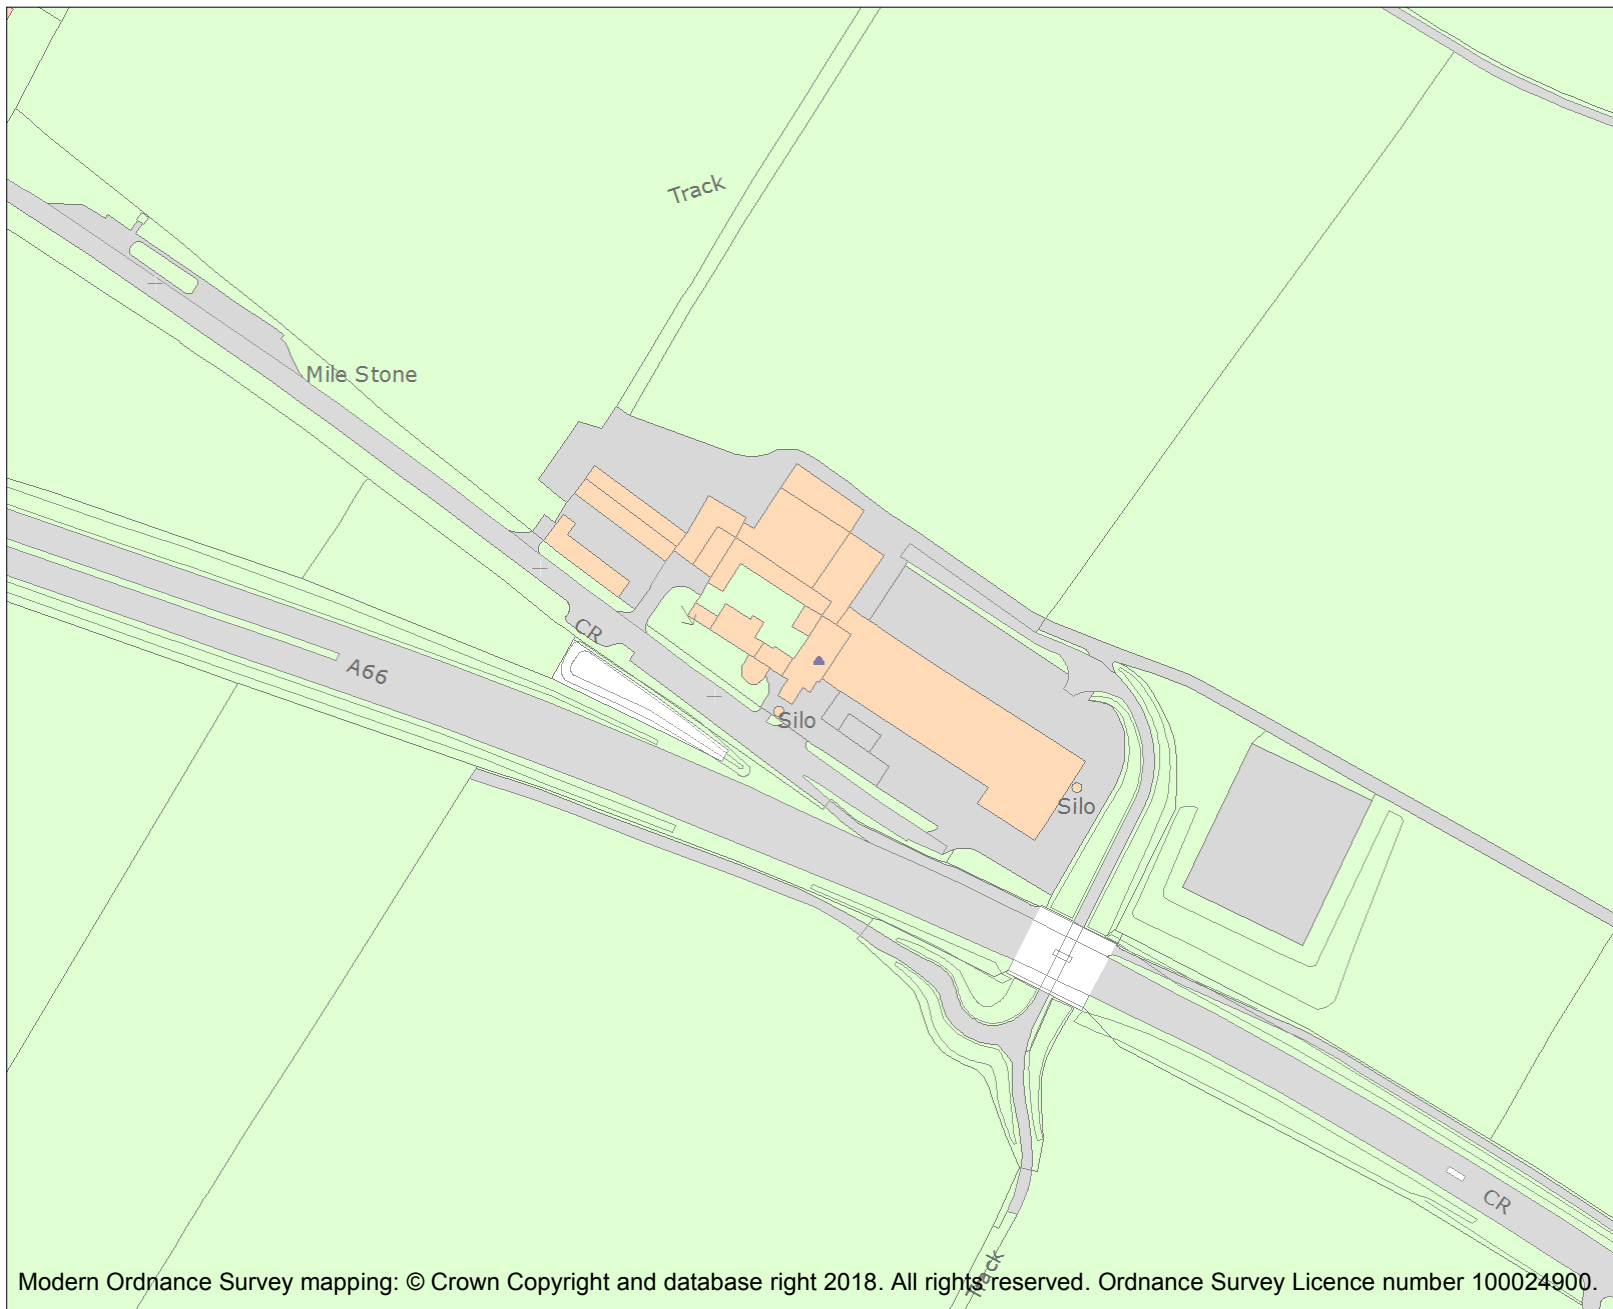 Track
Mile Stone
CR
A66
Silo
Silo
CR
Track
Modern Ordnance Survey mapping: © Crown Copyright and database right 2018. All rights reserved. Ordnance Survey Licence number 100024900.